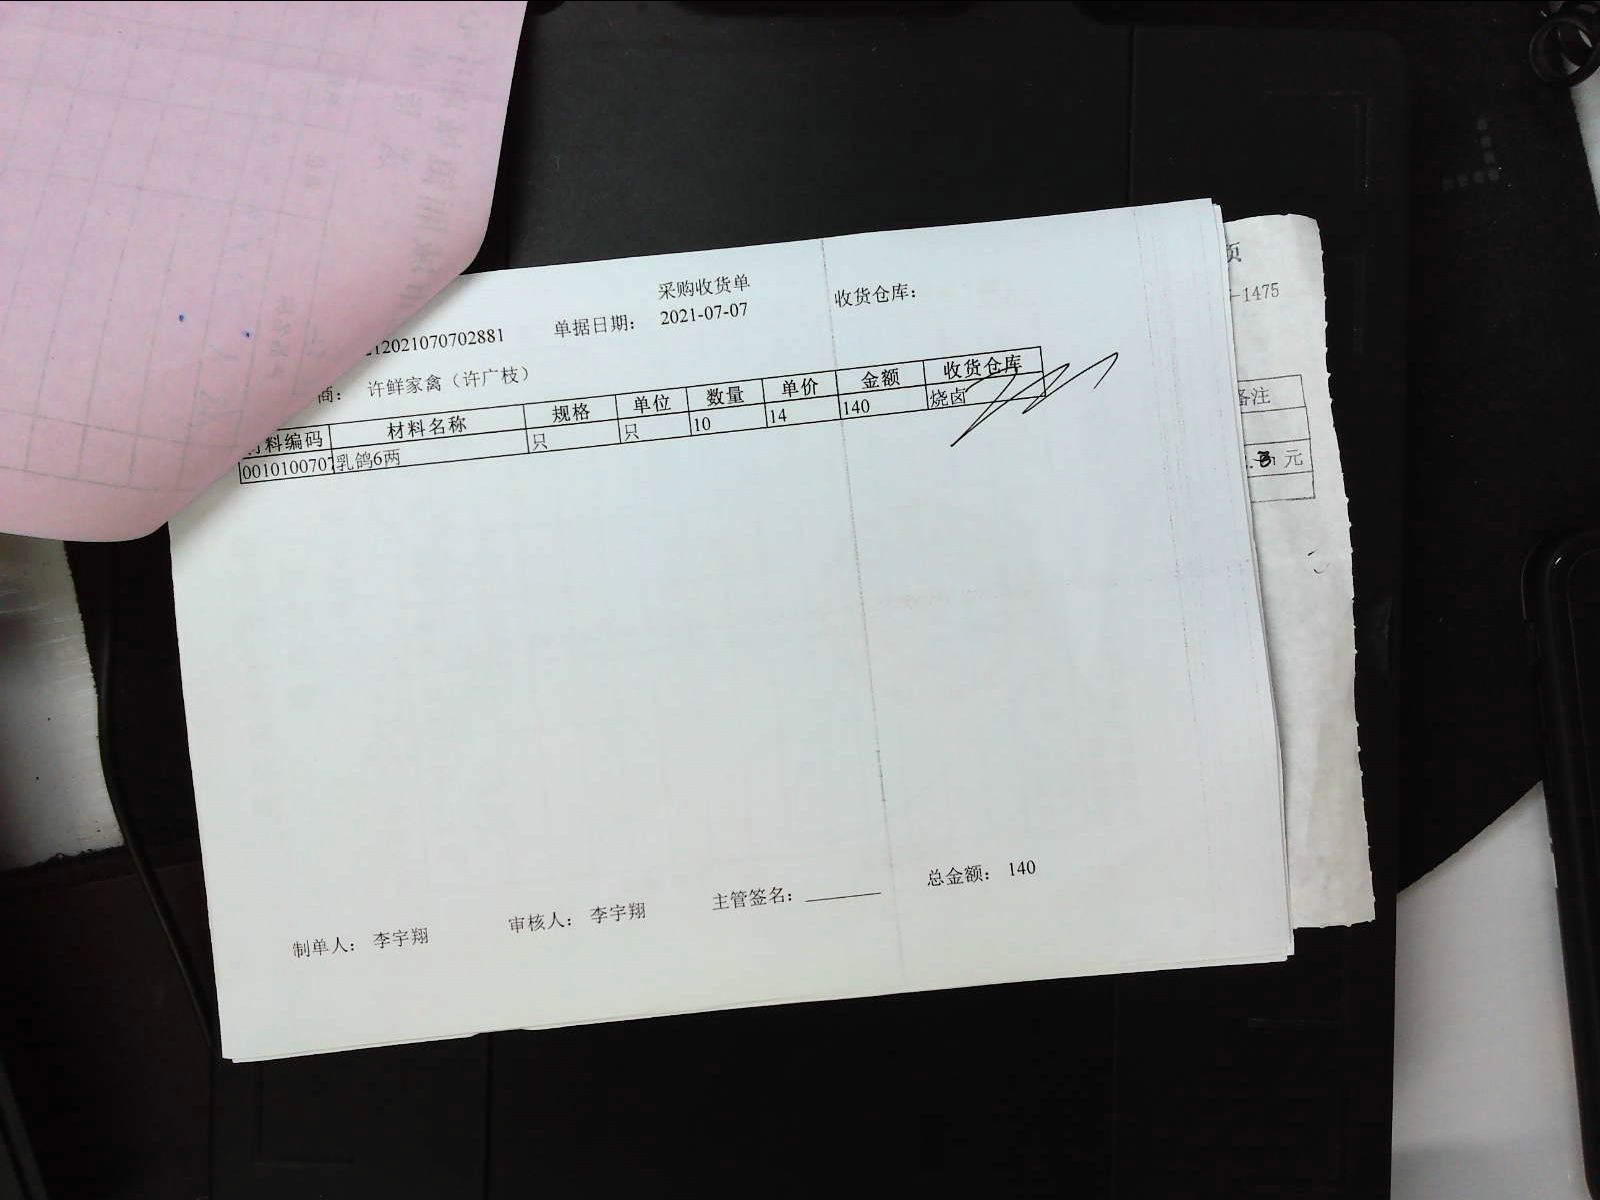 采购收货单
12021070702881 单据日期： 2021-07-07 收货仓库：
商： 许鲜家禽（许广枝）
材料编码 材料名称 规格 单位 数量 单价 金额 收货仓库
0010100707 乳鸽6两 只 只 10 14 140 烧卤
制单人： 李宇翔 审核人： 李宇翔 主管签名： 总金额： 140
页
-1475
备注
元